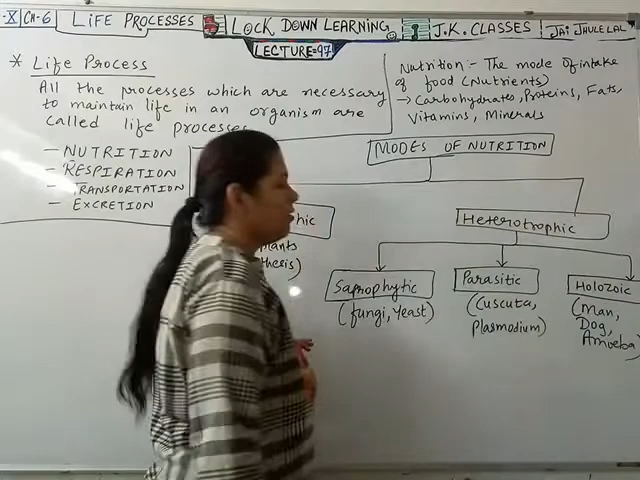 -X CH-6 LIFE PROCESSES LOCK DOWN LEARNING J.K. CLASSES JAI JHULELAL
LECTURE=97
* Life Process
All the processes which are necessary
to maintain life in an organism are
called life processes
- NUTRITION
- RESPIRATION
- TRANSPORTATION
- EXCRETION
Nutrition :- The mode of intake
of food (Nutrients)
→ Carbohydrates, Proteins, Fats,
Vitamins, Minerals
MODES OF NUTRITION
hic
plants
thesis)
Heterotrophic
Saprophytic
(fungi, Yeast)
Parasitic
(Cuscuta,
Plasmodium)
Holozoic
(Man,
Dog,
Amoeba)